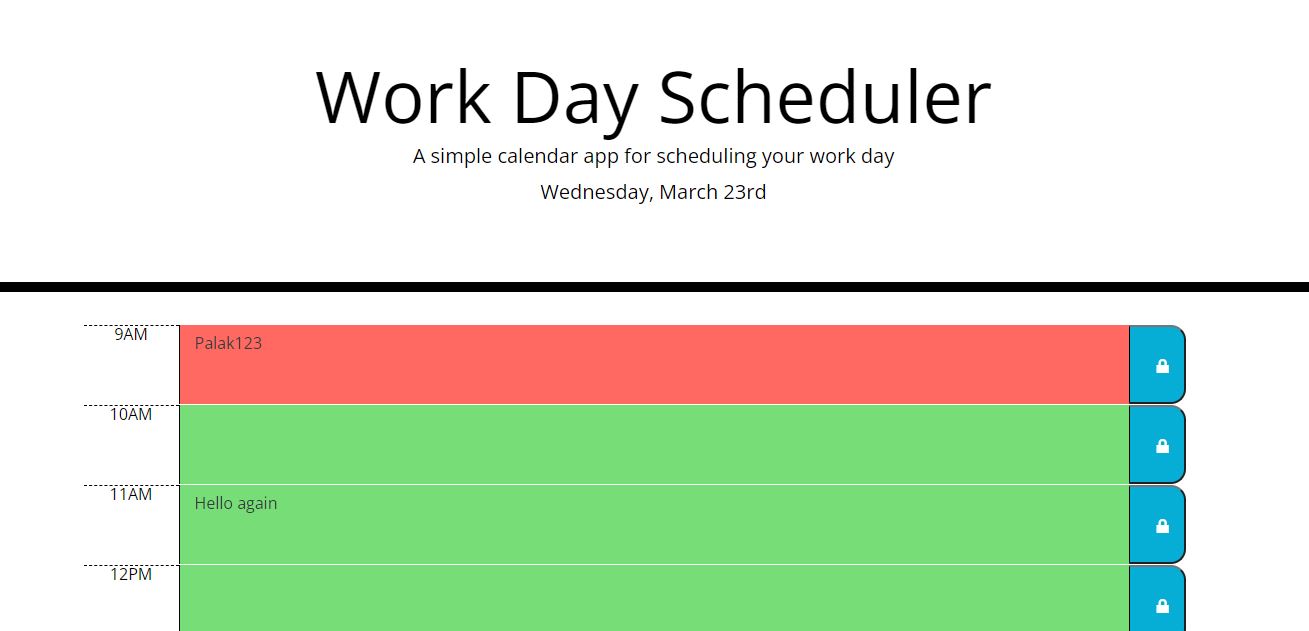 Work Day Scheduler
A simple calendar app for scheduling your work day
Wednesday, March 23rd
9AM
Palak123
10AM
11AM
Hello again
12PM